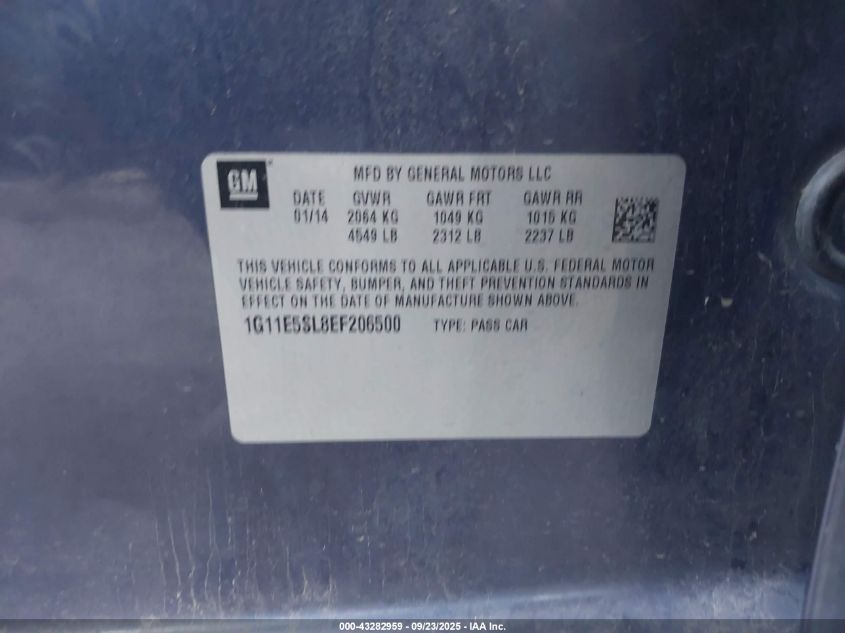 GM
MFD BY GENERAL MOTORS LLC
DATE GVWR GAWR FRT GAWR RR
01/14 2064 KG 1049 KG 1015 KG
4549 LB 2312 LB 2237 LB
THIS VEHICLE CONFORMS TO ALL APPLICABLE U.S. FEDERAL MOTOR
VEHICLE SAFETY, BUMPER, AND THEFT PREVENTION STANDARDS IN
EFFECT ON THE DATE OF MANUFACTURE SHOWN ABOVE.
1G11E5SL8EF206500 TYPE: PASS CAR
000-43282959 - 09/23/2025 - IAA Inc.